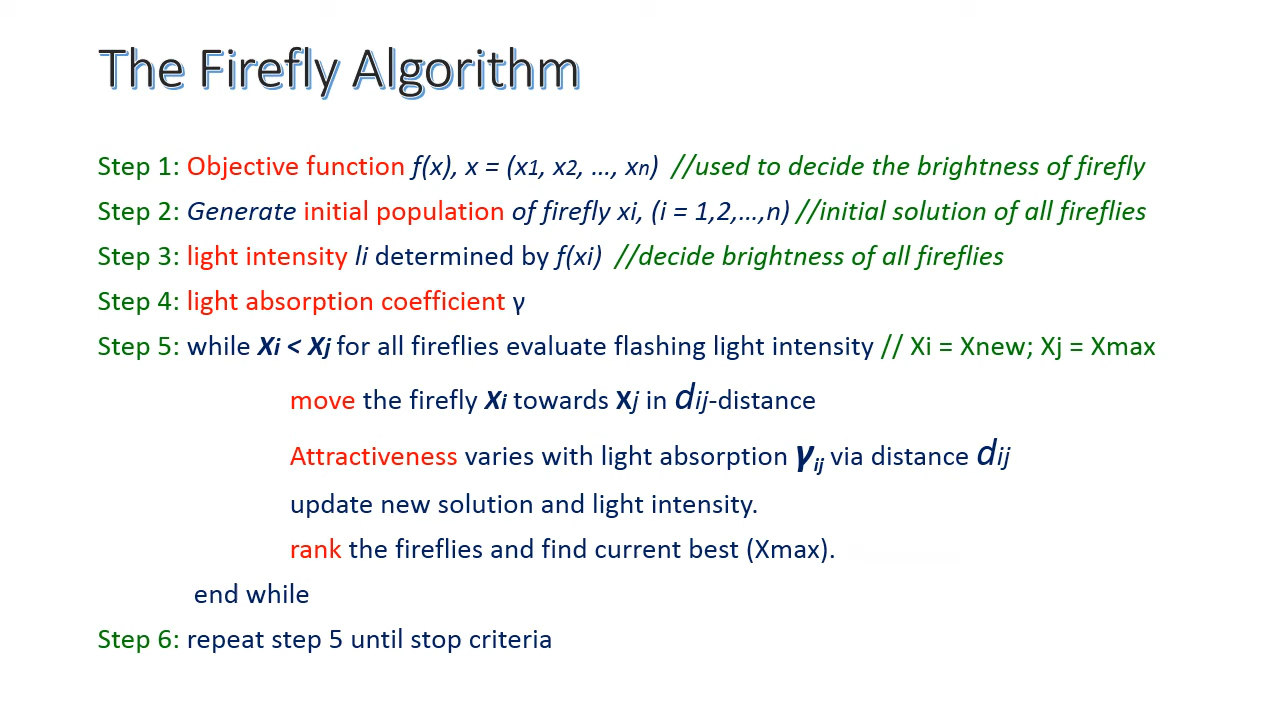 The Firefly Algorithm
Step 1: Objective function f(x), x = (x1, x2, ..., xn) //used to decide the brightness of firefly
Step 2: Generate initial population of firefly xi, (i = 1,2,...,n) //initial solution of all fireflies
Step 3: light intensity Ii determined by f(xi) //decide brightness of all fireflies
Step 4: light absorption coefficient γ
Step 5: while Xi < Xj for all fireflies evaluate flashing light intensity // Xi = Xnew; Xj = Xmax
move the firefly Xi towards Xj in dij-distance
Attractiveness varies with light absorption γij via distance dij
update new solution and light intensity.
rank the fireflies and find current best (Xmax).
end while
Step 6: repeat step 5 until stop criteria